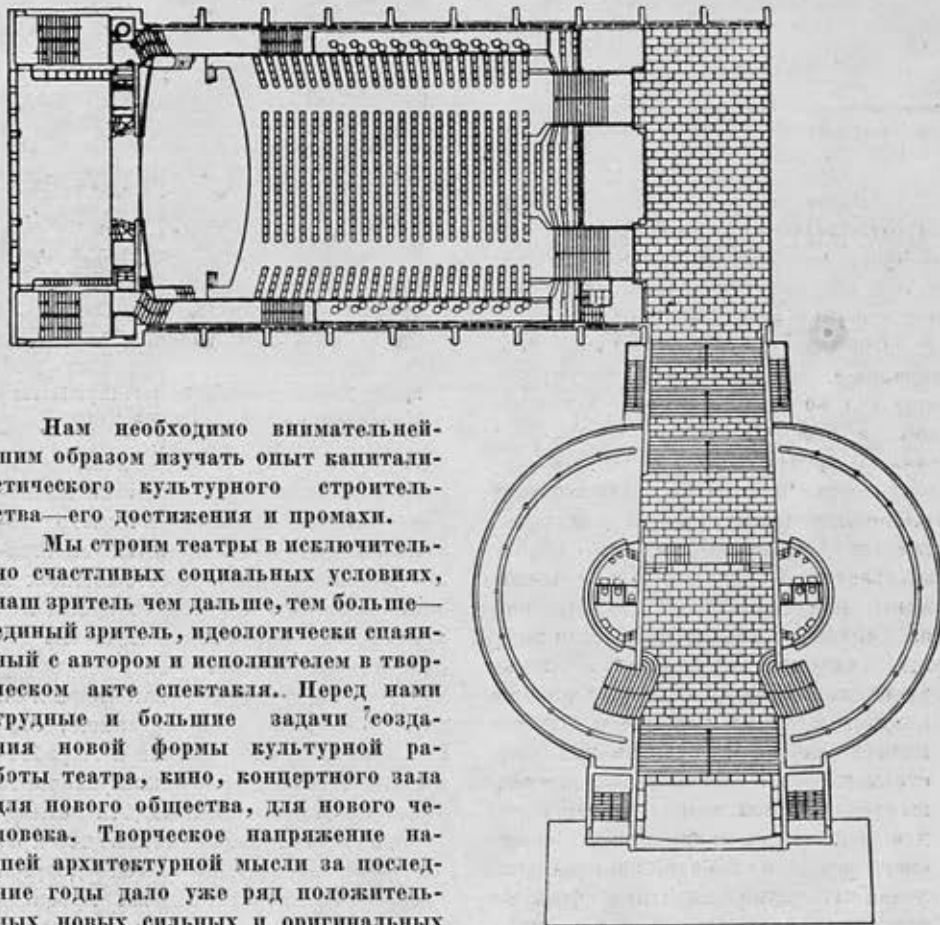 Нам необходимо внимательней-
шим образом изучать опыт капитали-
стического культурного строитель-
ства—его достижения и промахи.
Мы строим театры в исключитель-
но счастливых социальных условиях,
наш зритель чем дальше, тем больше
единый зритель, идеологически спаян-
ный с автором и исполнителем в твор-
ческом акте спектакля.. Перед нами
трудные и большие задачи созда-
ния новой формы культурной ра-
боты театра, кино, концертного зала
для нового общества, для нового че-
ловека. Творческое напряжение на-
шей архитектурной мысли за послед-
ние годы дало уже ряд положитель-
ных новых сильных и оригинальных